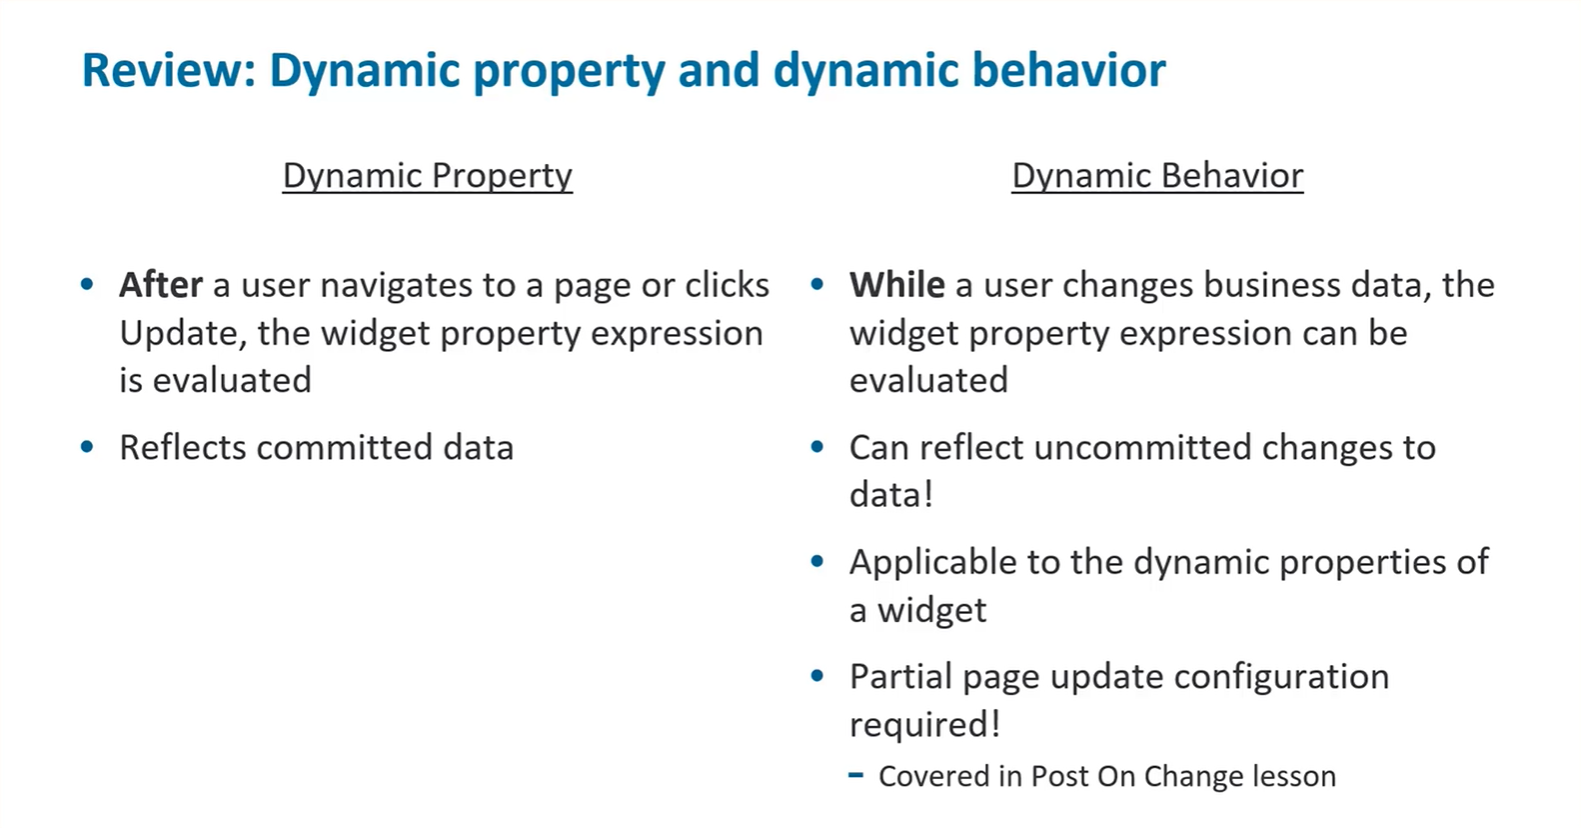 Review: Dynamic property and dynamic behavior
Dynamic Property
• After a user navigates to a page or clicks
Update, the widget property expression
is evaluated
• Reflects committed data
Dynamic Behavior
• While a user changes business data, the
widget property expression can be
evaluated
• Can reflect uncommitted changes to
data!
• Applicable to the dynamic properties of
a widget
• Partial page update configuration
required!
– Covered in Post On Change lesson